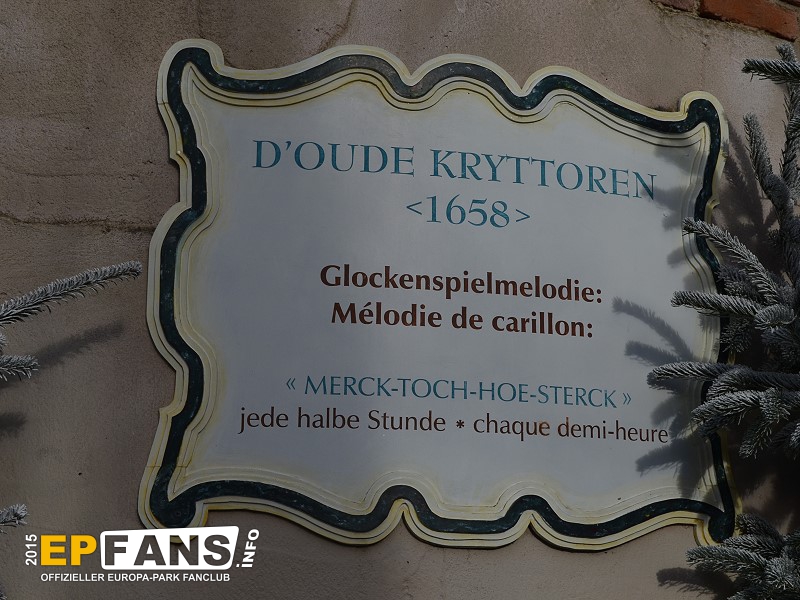 D'OUDE KRYTTOREN
<1658>
Glockenspielmelodie:
Mélodie de carillon:
« MERCK-TOCH-HOE-STERCK »
jede halbe Stunde * chaque demi-heure
2015 EPFANS.INFO
OFFIZIELLER EUROPA-PARK FANCLUB